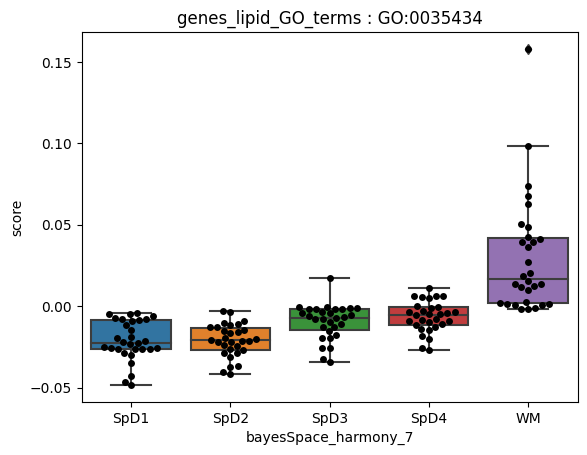 genes_lipid_GO_terms : GO:0035434
0.15
0.10
0.05
0.00
−0.05
score
SpD1 SpD2 SpD3 SpD4 WM
bayesSpace_harmony_7